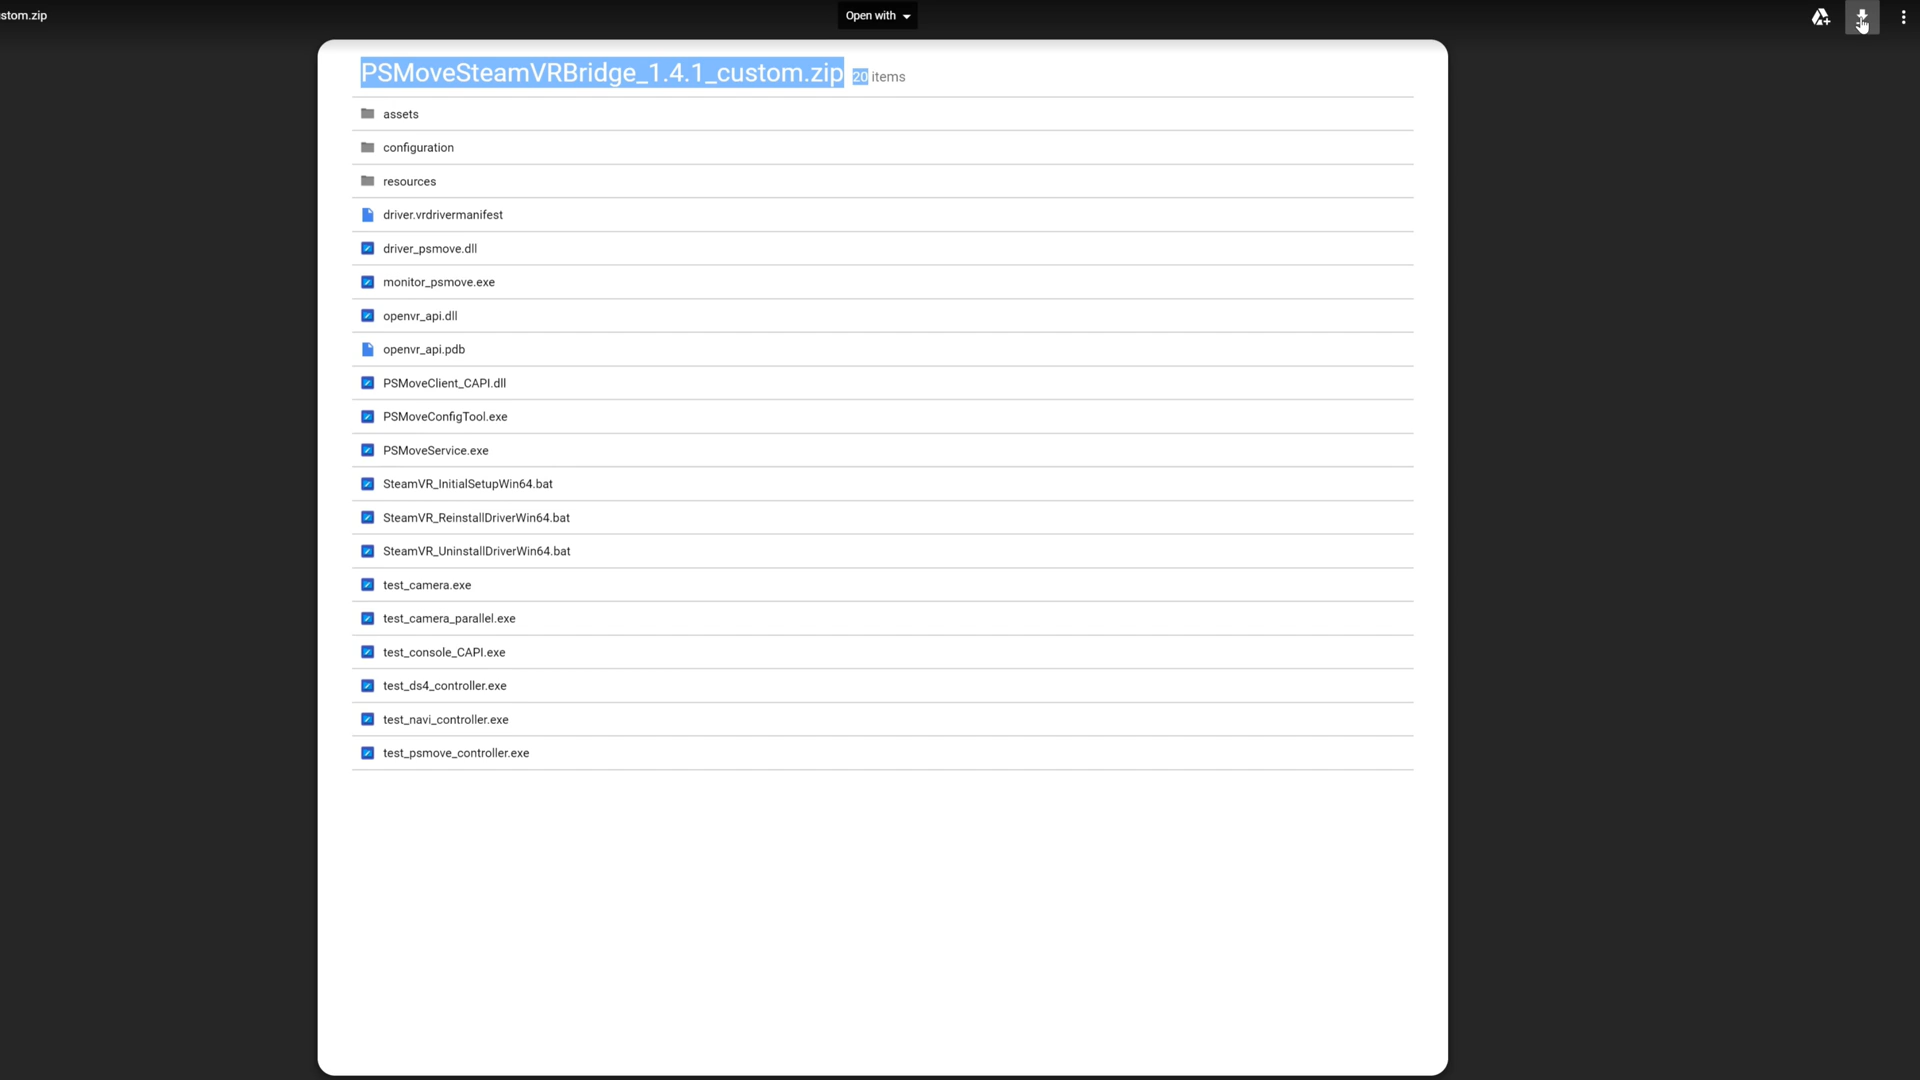 stom.zip
Open with
PSMoveSteamVRBridge_1.4.1_custom.zip 20 items
assets
configuration
resources
driver.vrdrivermanifest
driver_psmove.dll
monitor_psmove.exe
openvr_api.dll
openvr_api.pdb
PSMoveClient_CAPI.dll
PSMoveConfigTool.exe
PSMoveService.exe
SteamVR_InitialSetupWin64.bat
SteamVR_ReinstallDriverWin64.bat
SteamVR_UninstallDriverWin64.bat
test_camera.exe
test_camera_parallel.exe
test_console_CAPI.exe
test_ds4_controller.exe
test_navi_controller.exe
test_psmove_controller.exe